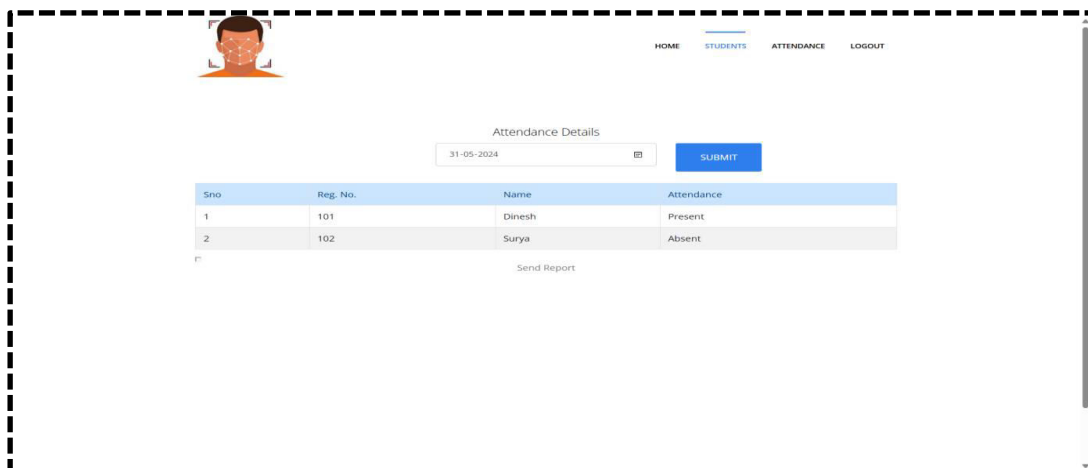 HOME STUDENTS ATTENDANCE LOGOUT
Attendance Details
31-05-2024 SUBMIT
Sno Reg. No. Name Attendance
1 101 Dinesh Present
2 102 Surya Absent
Send Report